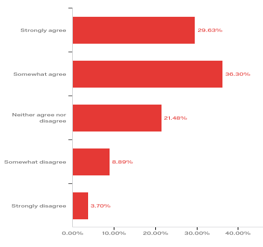 Strongly agree
29.63%
Somewhat agree
36.30%
Neither agree nor
disagree
21.48%
Somewhat disagree
8.89%
Strongly disagree
3.70%
0.00% 10.00% 20.00% 30.00% 40.00%